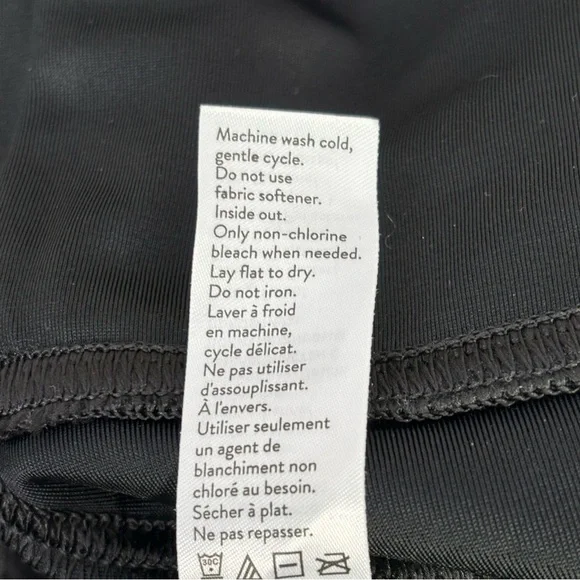 Machine wash cold,
gentle cycle.
Do not use
fabric softener.
Inside out.
Only non-chlorine
bleach when needed.
Lay flat to dry.
Do not iron.
Laver à froid
en machine,
cycle délicat.
Ne pas utiliser
d'assouplissant.
À l'envers.
Utiliser seulement
un agent de
blanchiment non
chloré au besoin.
Sécher à plat.
Ne pas repasser.
30C